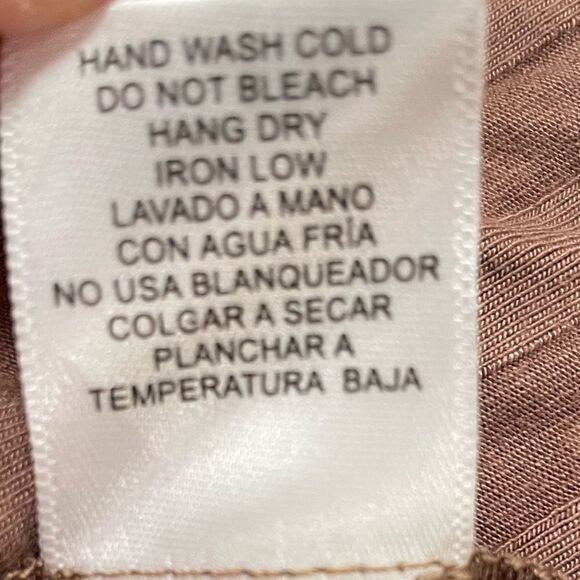 HAND WASH COLD
DO NOT BLEACH
HANG DRY
IRON LOW
LAVADO A MANO
CON AGUA FRÍA
NO USA BLANQUEADOR
COLGAR A SECAR
PLANCHAR A
TEMPERATURA BAJA